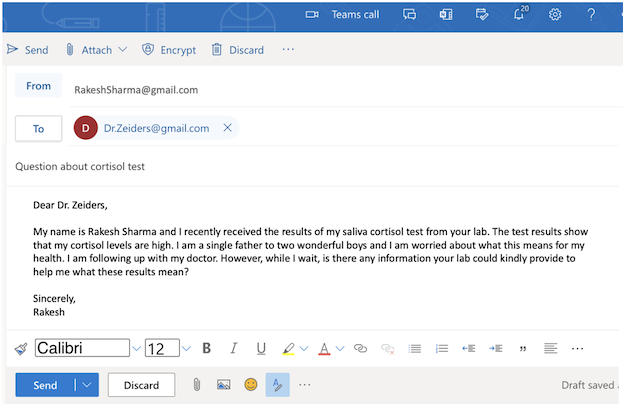 Teams call
20
Send Attach Encrypt Discard ...
From RakeshSharma@gmail.com
To D Dr.Zeiders@gmail.com
Question about cortisol test
Dear Dr. Zeiders,
My name is Rakesh Sharma and I recently received the results of my saliva cortisol test from your lab. The test results show
that my cortisol levels are high. I am a single father to two wonderful boys and I am worried about what this means for my
health. I am following up with my doctor. However, while I wait, is there any information your lab could kindly provide to
help me what these results mean?
Sincerely,
Rakesh
Calibri 12 B I U A ...
Send Discard ... Draft saved